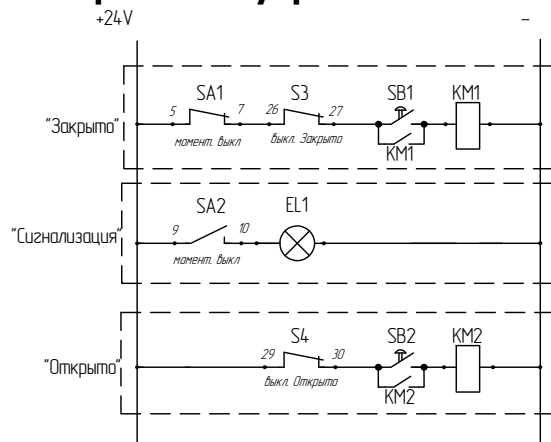 +24V –
SA1 S3 SB1 KM1
5 7 26 27
"Закрыто"
момент. выкл выкл. Закрыто KM1
SA2 EL1
"Сигнализация" 9 10
момент. выкл
S4 SB2 KM2
29 30
"Открыто"
выкл. Открыто
KM2